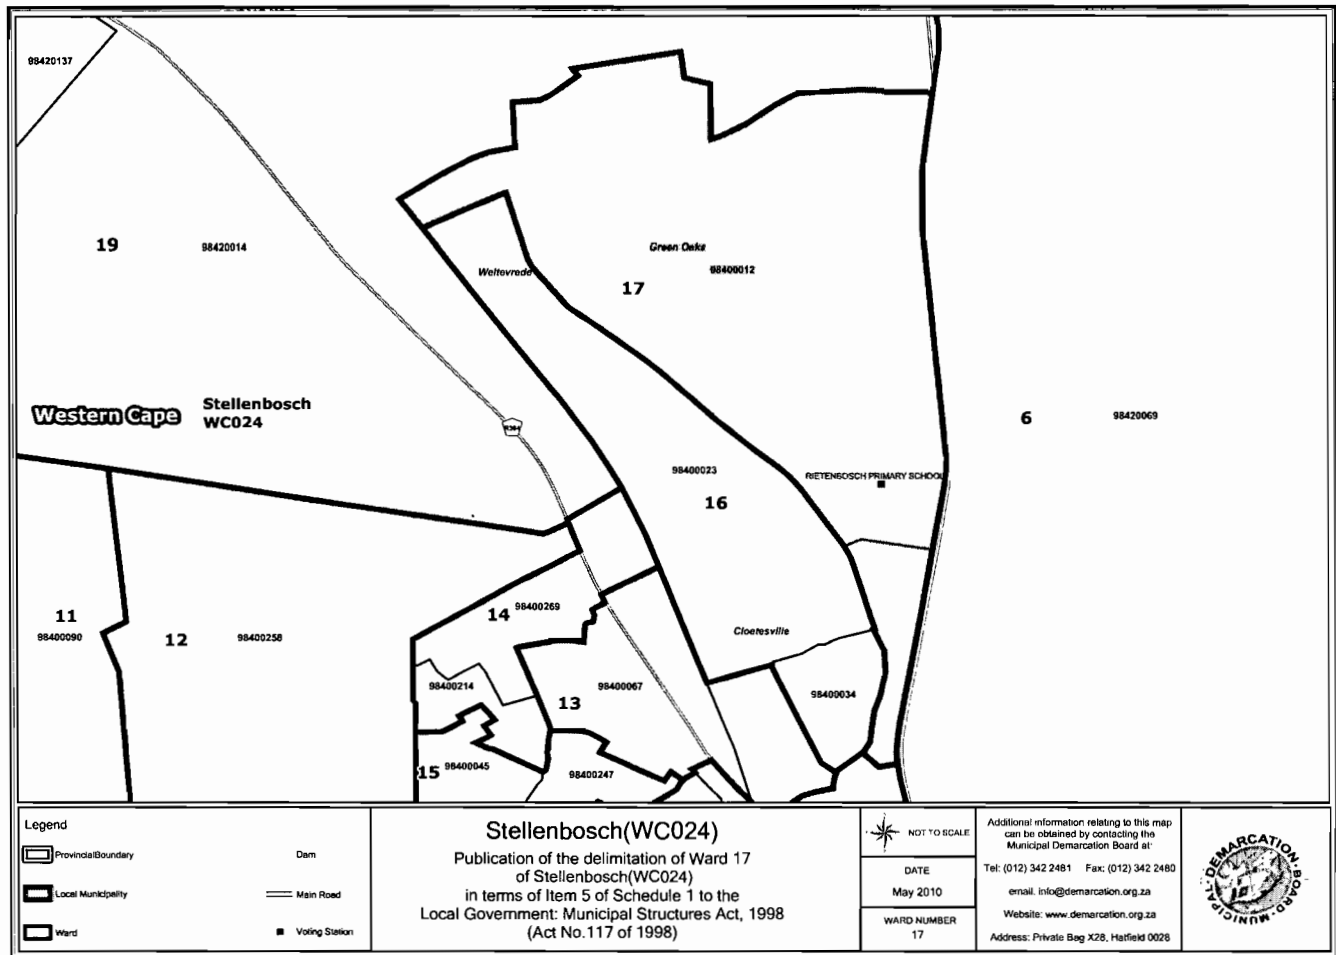 98420137
19
98420014
Green Oaks
98400012
Weltevrede
17
Western Cape
Stellenbosch
WC024
R304
6
98420069
98400023
RIETENBOSCH PRIMARY SCHOOL
16
11
98400090
12
98400258
14
98400269
Cloetesville
98400214
98400067
98400034
13
15
98400045
98400247
Legend
ProvincialBoundary
Dam
Local Municipality
Main Road
Ward
Voting Station
Stellenbosch(WC024)
Publication of the delimitation of Ward 17
of Stellenbosch(WC024)
in terms of Item 5 of Schedule 1 to the
Local Government: Municipal Structures Act, 1998
(Act No.117 of 1998)
NOT TO SCALE
DATE
May 2010
WARD NUMBER
17
Additional information relating to this map
can be obtained by contacting the
Municipal Demarcation Board at:
Tel: (012) 342 2481 Fax: (012) 342 2480
email. info@demarcation.org.za
Website: www.demarcation.org.za
Address: Private Bag X28, Hatfield 0028
MUNICIPAL DEMARCATION BOARD